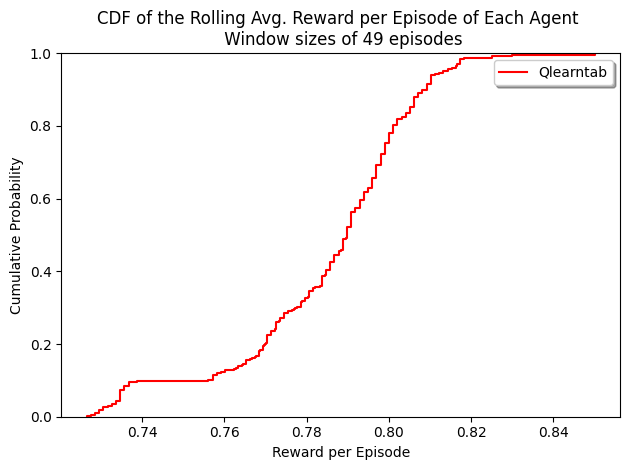 CDF of the Rolling Avg. Reward per Episode of Each Agent
Window sizes of 49 episodes
Qlearntab
Cumulative Probability
1.0
0.8
0.6
0.4
0.2
0.0
0.74 0.76 0.78 0.80 0.82 0.84
Reward per Episode